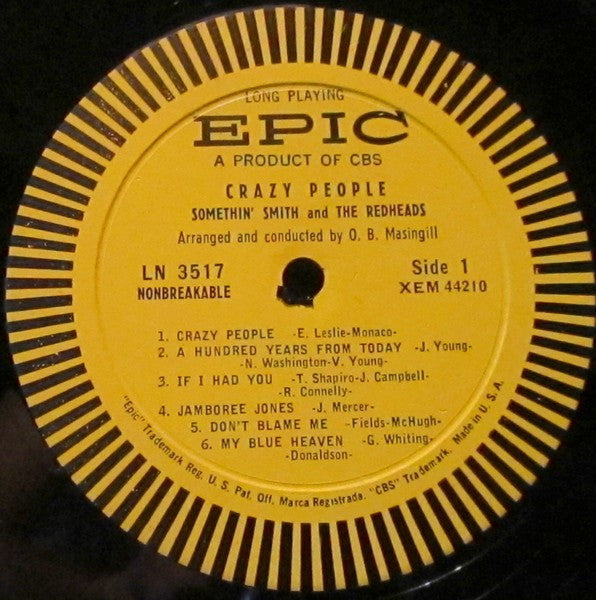 LONG PLAYING
EPIC
A PRODUCT OF CBS
CRAZY PEOPLE
SOMETHIN' SMITH and THE REDHEADS
Arranged and conducted by O. B. Masingill
LN 3517
NONBREAKABLE
Side 1
XEM 44210
1. CRAZY PEOPLE -E. Leslie-Monaco-
2. A HUNDRED YEARS FROM TODAY -J. Young-
-N. Washington-V. Young-
3. IF I HAD YOU -T. Shapiro-J. Campbell-
-R. Connelly-
4. JAMBOREE JONES -J. Mercer-
5. DON'T BLAME ME -Fields-McHugh-
6. MY BLUE HEAVEN -G. Whiting-
-Donaldson-
"EPIC" Trademark Reg. U. S. Pat. Off. Marca Registrada. "CBS" Trademark. Made in U. S. A.